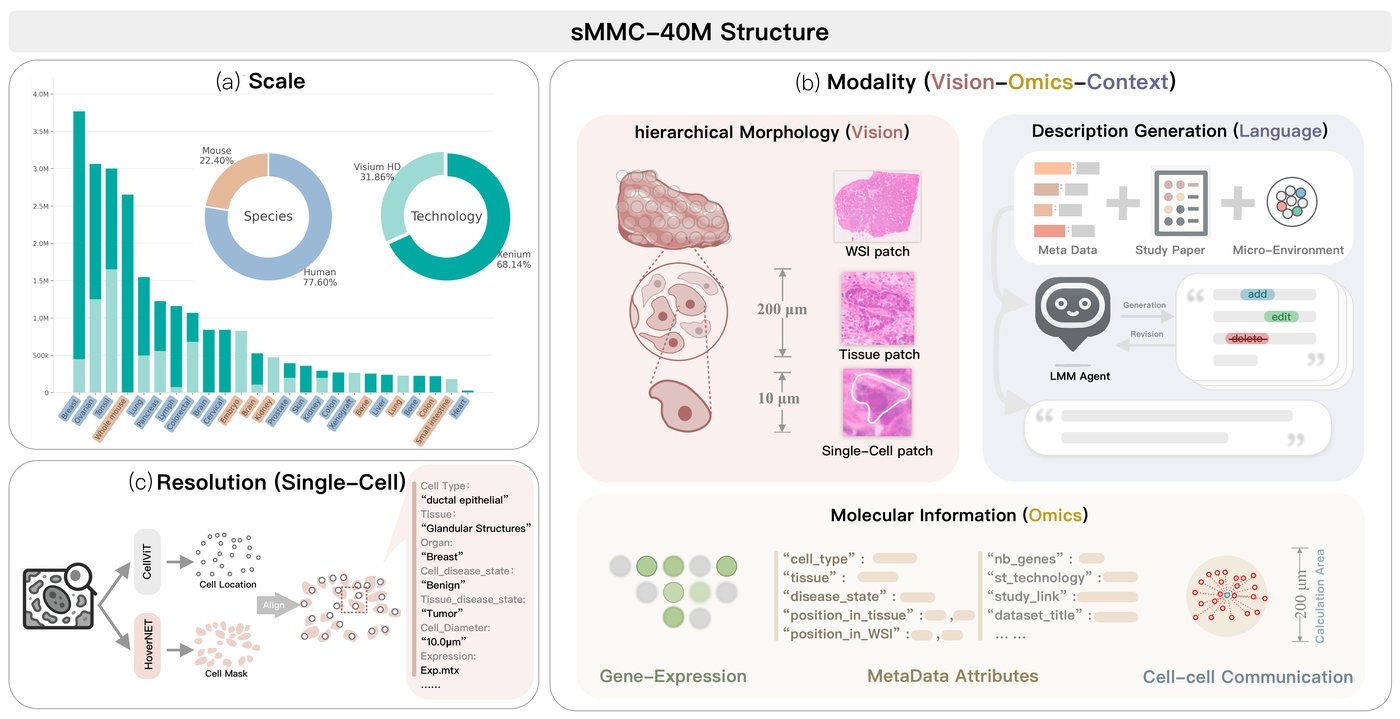 sMMC-40M Structure
(a) Scale
4.0M
3.5M
3.0M
2.5M
2.0M
1.5M
1.0M
500k
0
Mouse
22.40%
Species
Human
77.60%
Visium HD
31.86%
Technology
Xenium
68.14%
Breast
Ovarian
Tonsil
Whole mouse
Lung
Pancreas
Lymph
Colorectal
Brain
Cervical
Embryo
Brain
Kidney
Prostate
Skin
Kidney
Colon
Xenograft
Bone
Liver
Lung
Bone
Colon
Small intestine
Heart
(b) Modality (Vision-Omics-Context)
hierarchical Morphology (Vision)
WSI patch
200 μm
Tissue patch
10 μm
Single-Cell patch
Description Generation (Language)
Meta Data
Study Paper
Micro-Environment
LMM Agent
Generation
Revision
add
edit
delete
Molecular Information (Omics)
Gene-Expression
“cell_type” :
“tissue” :
“disease_state” :
“position_in_tissue” : ,
“position_in_WSI” : ,
“nb_genes” :
“st_technology” :
“study_link” :
“dataset_title” :
... ...
MetaData Attributes
200 μm
Calculation Area
Cell-cell Communication
(c) Resolution (Single-Cell)
CellViT
HoverNET
Cell Location
Cell Mask
Align
Cell Type:
“ductal epithelial”
Tissue:
“Glandular Structures”
Organ:
“Breast”
Cell_disease_state:
“Benign”
Tissue_disease_state:
“Tumor”
Cell_Diameter:
“10.0μm”
Expression:
Exp.mtx
......